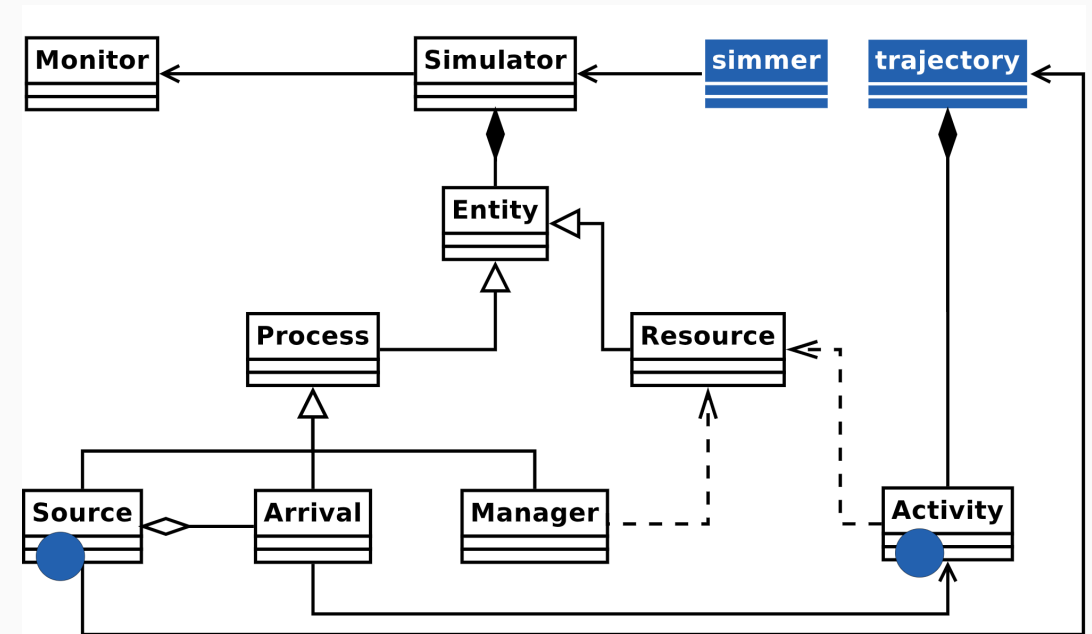 Monitor
Simulator
simmer
trajectory
Entity
Process
Resource
Source
Arrival
Manager
Activity